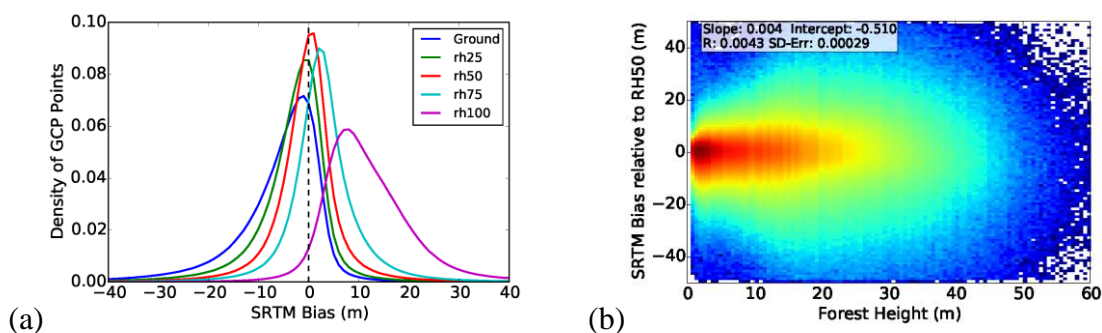 0.10
0.08
0.06
0.04
0.02
0.00
Density of GCP Points
Ground
rh25
rh50
rh75
rh100
−40 −30 −20 −10 0 10 20 30 40
SRTM Bias (m)
(a)
Slope: 0.004 Intercept: -0.510
R: 0.0043 SD-Err: 0.00029
SRTM Bias relative to RH50 (m)
40
20
0
−20
−40
0 10 20 30 40 50 60
Forest Height (m)
(b)